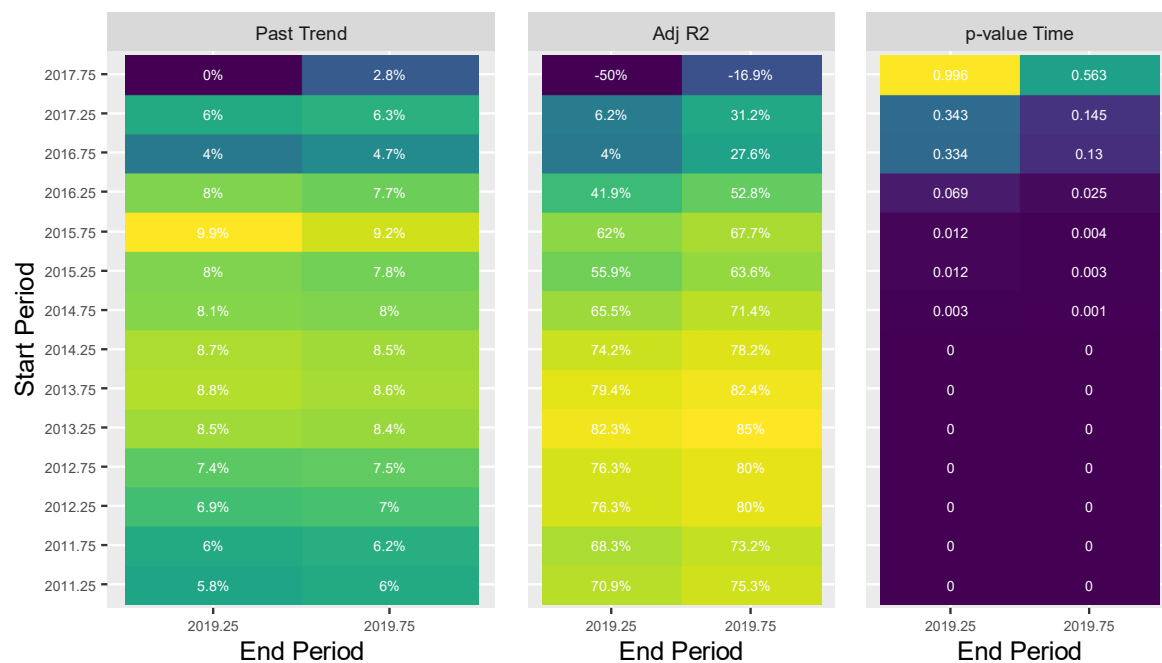 Past Trend Adj R2 p-value Time
2017.75 0% 2.8% -50% -16.9% 0.996 0.563
2017.25 6% 6.3% 6.2% 31.2% 0.343 0.145
2016.75 4% 4.7% 4% 27.6% 0.334 0.13
2016.25 8% 7.7% 41.9% 52.8% 0.069 0.025
2015.75 9.9% 9.2% 62% 67.7% 0.012 0.004
2015.25 8% 7.8% 55.9% 63.6% 0.012 0.003
2014.75 8.1% 8% 65.5% 71.4% 0.003 0.001
2014.25 8.7% 8.5% 74.2% 78.2% 0 0
2013.75 8.8% 8.6% 79.4% 82.4% 0 0
2013.25 8.5% 8.4% 82.3% 85% 0 0
2012.75 7.4% 7.5% 76.3% 80% 0 0
2012.25 6.9% 7% 76.3% 80% 0 0
2011.75 6% 6.2% 68.3% 73.2% 0 0
2011.25 5.8% 6% 70.9% 75.3% 0 0
Start Period
2019.25 2019.75 2019.25 2019.75 2019.25 2019.75
End Period End Period End Period